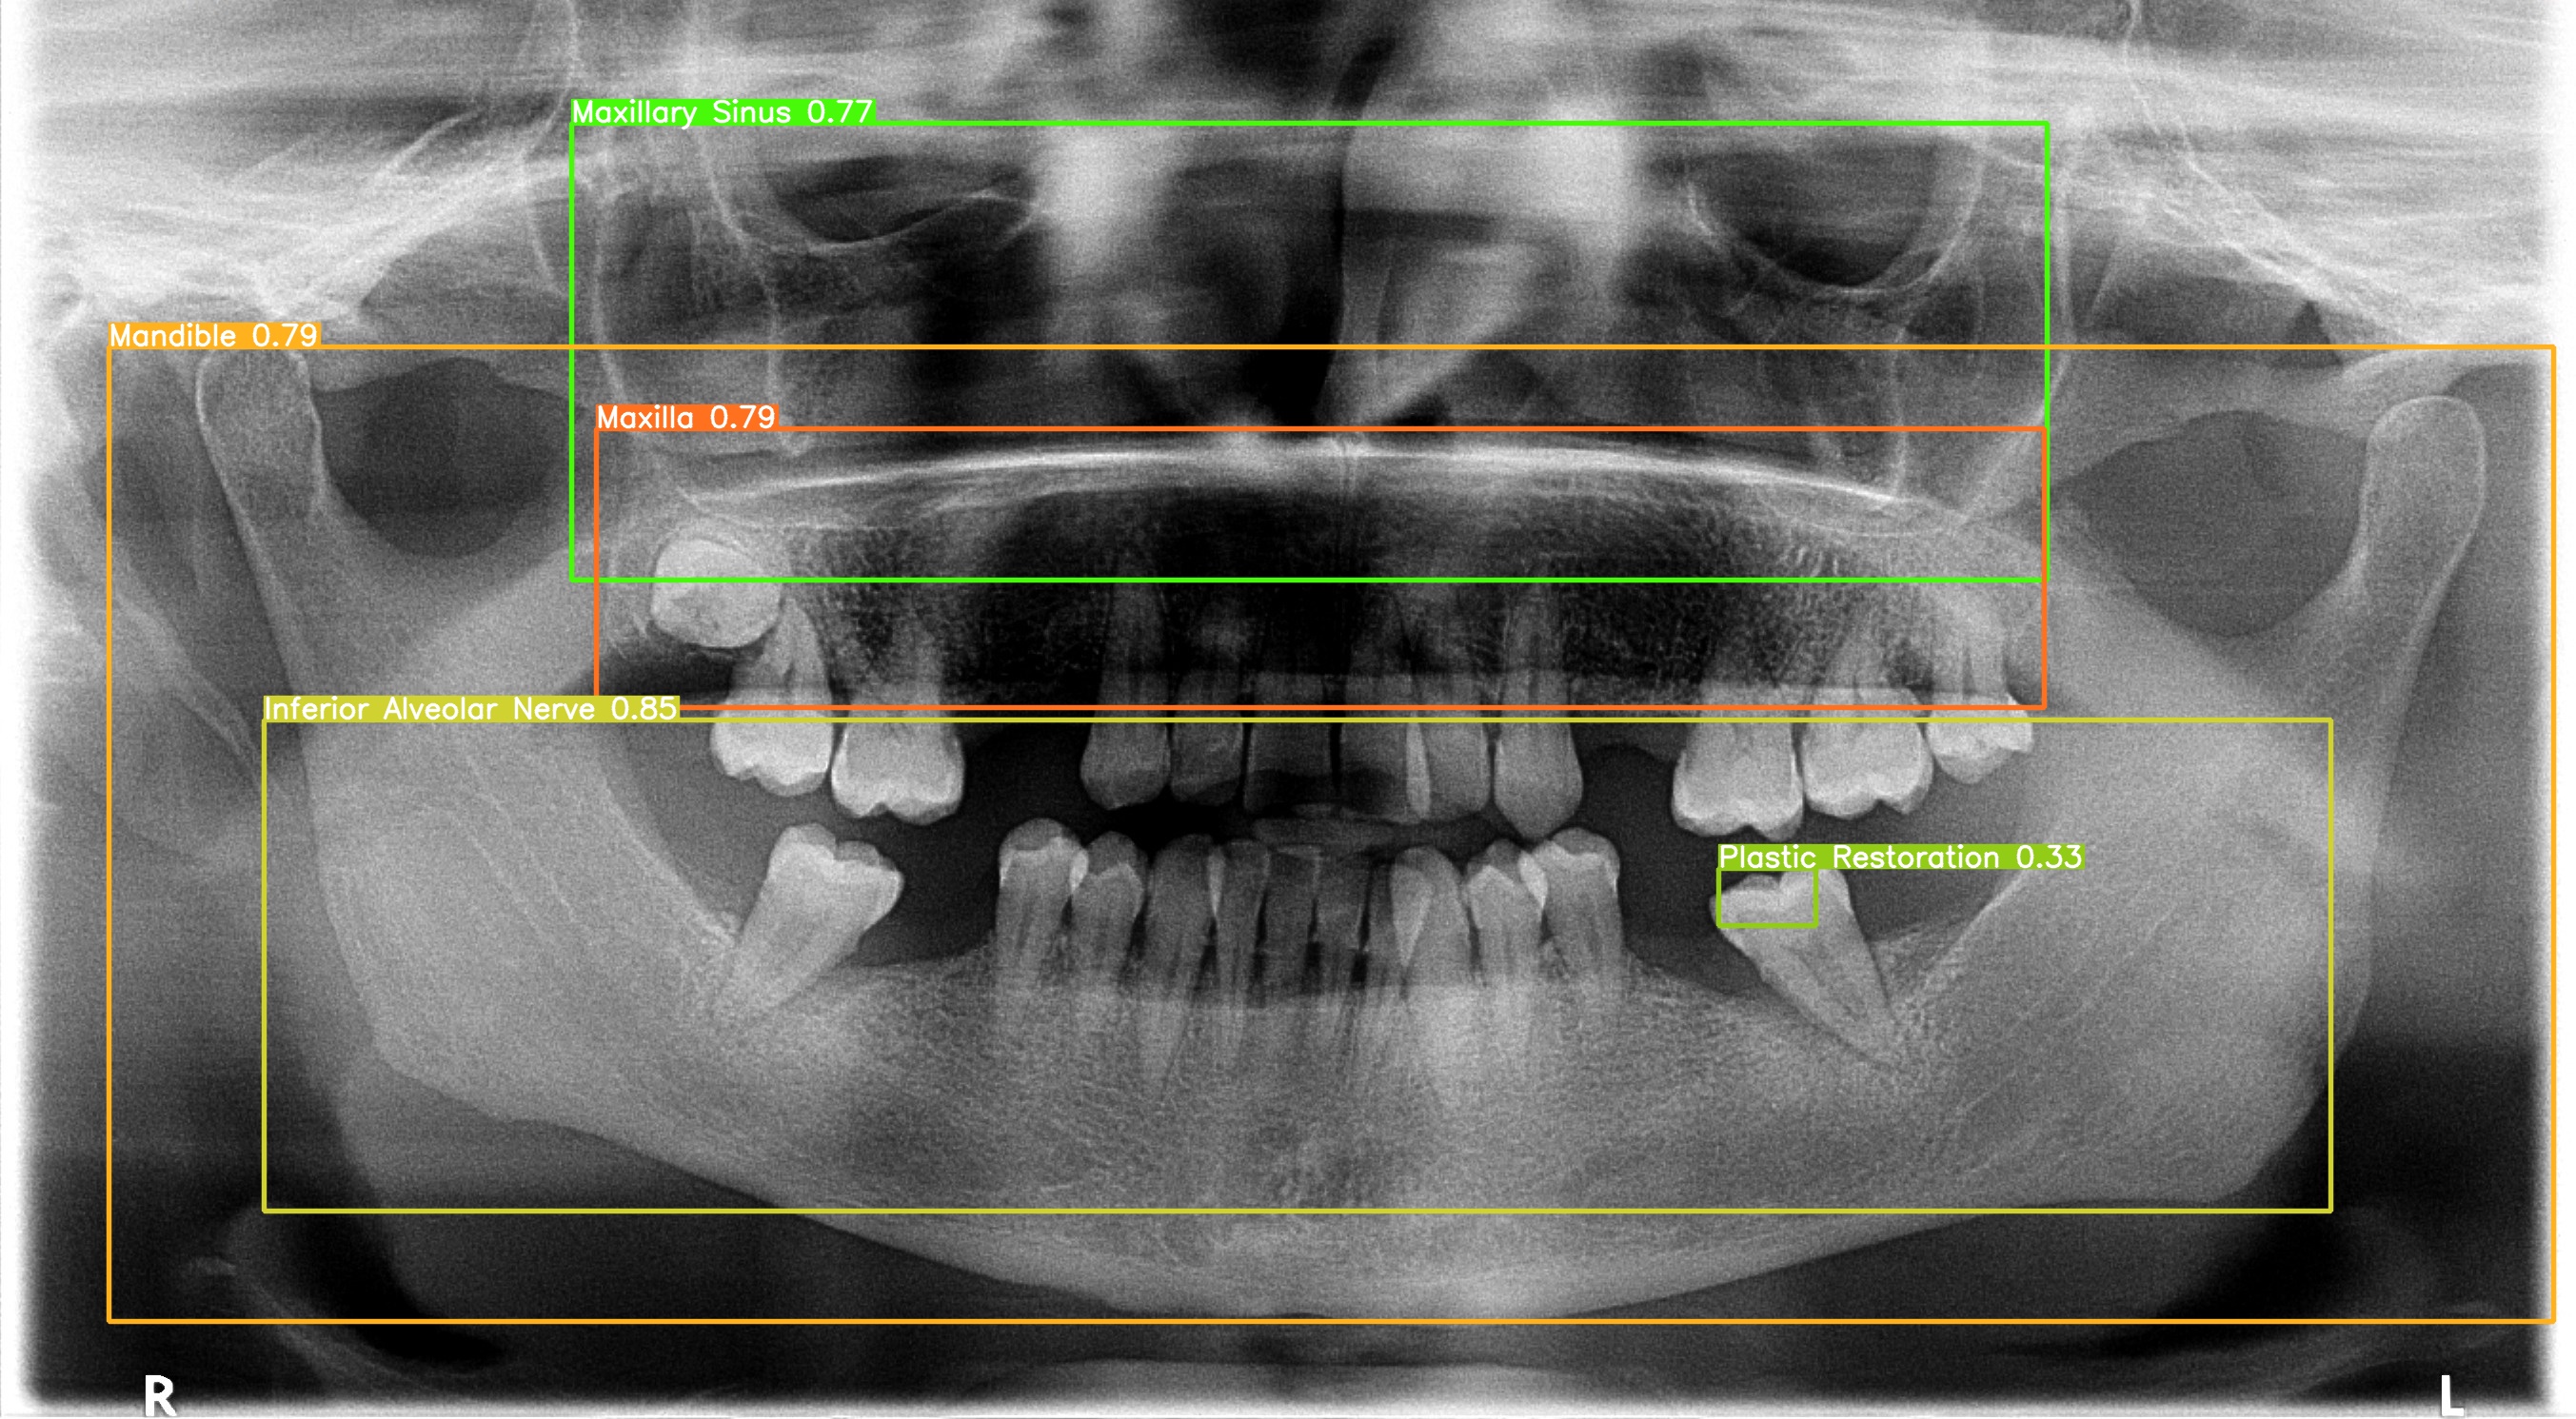 Maxillary Sinus 0.77
Mandible 0.79
Maxilla 0.79
Inferior Alveolar Nerve 0.85
Plastic Restoration 0.33
R
L